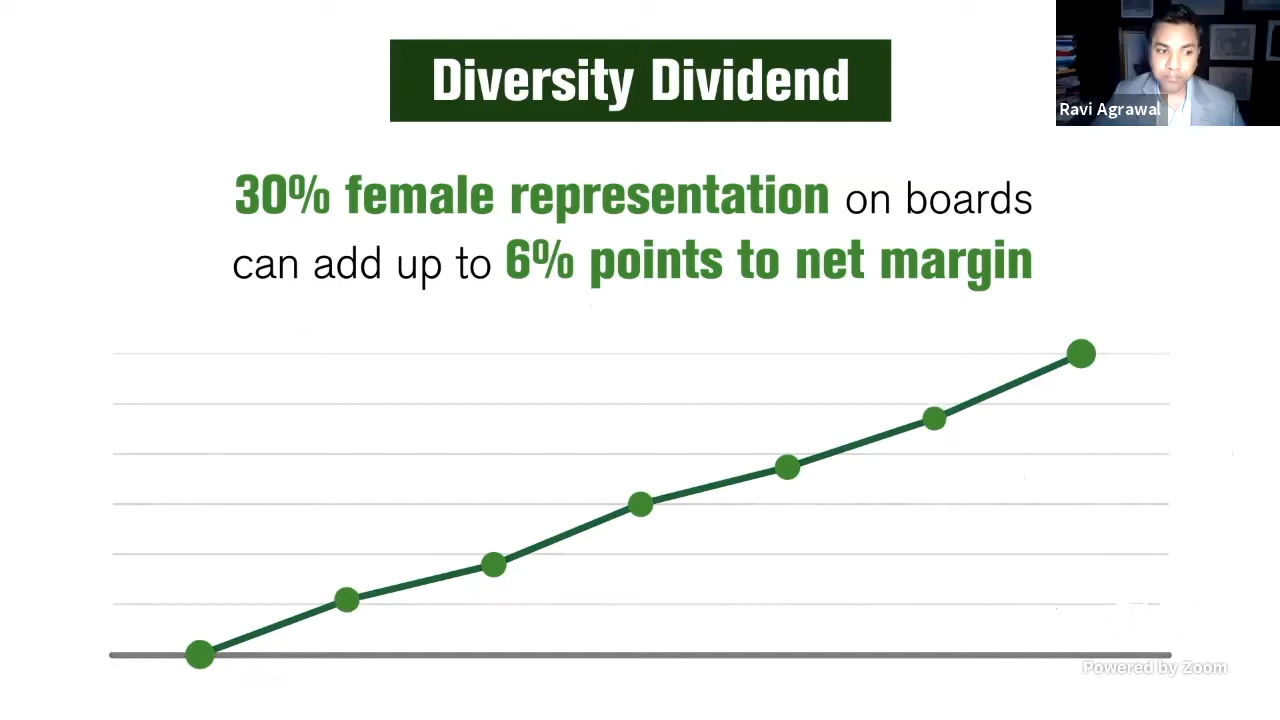 Diversity Dividend
Ravi Agrawal
30% female representation on boards
can add up to 6% points to net margin
Powered by Zoom